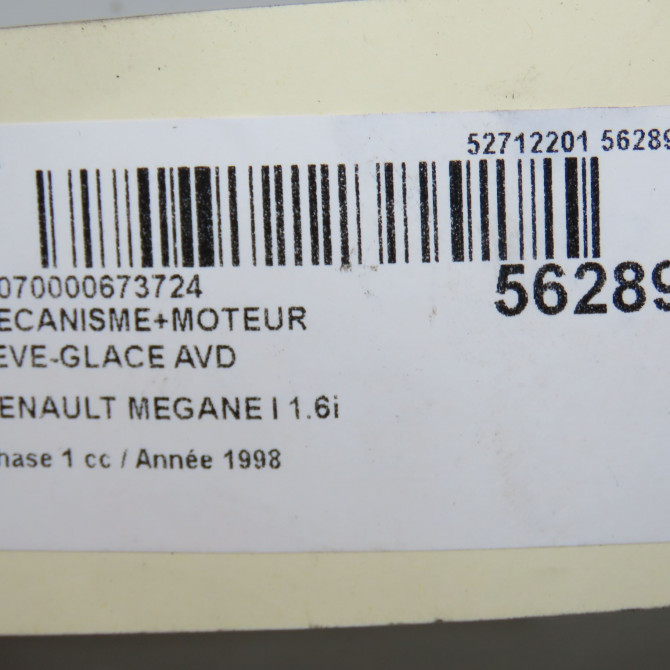 52712201 56289
070000673724
56289
ECANISME+MOTEUR
EVE-GLACE AVD
ENAULT MEGANE I 1.6i
hase 1 cc / Année 1998